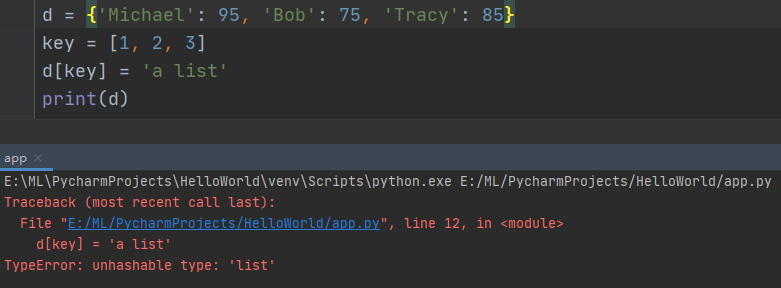 d = {'Michael': 95, 'Bob': 75, 'Tracy': 85}
key = [1, 2, 3]
d[key] = 'a list'
print(d)
app ×
E:\ML\PycharmProjects\HelloWorld\venv\Scripts\python.exe E:/ML/PycharmProjects/HelloWorld/app.py
Traceback (most recent call last):
  File "E:/ML/PycharmProjects/HelloWorld/app.py", line 12, in <module>
    d[key] = 'a list'
TypeError: unhashable type: 'list'